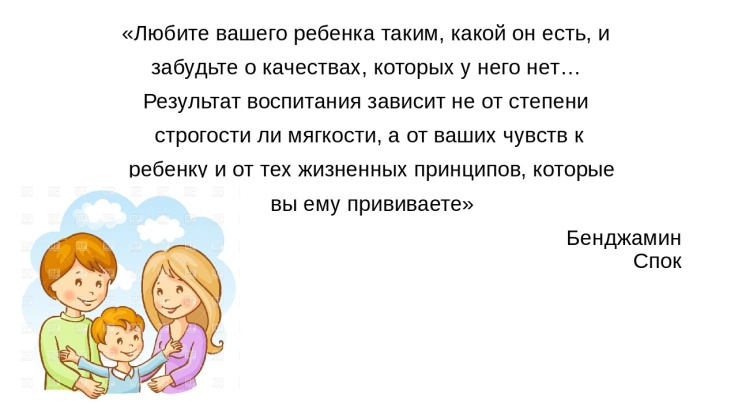 «Любите вашего ребенка таким, какой он есть, и
забудьте о качествах, которых у него нет…
Результат воспитания зависит не от степени
строгости ли мягкости, а от ваших чувств к
ребенку и от тех жизненных принципов, которые
вы ему прививаете»
Бенджамин
Спок